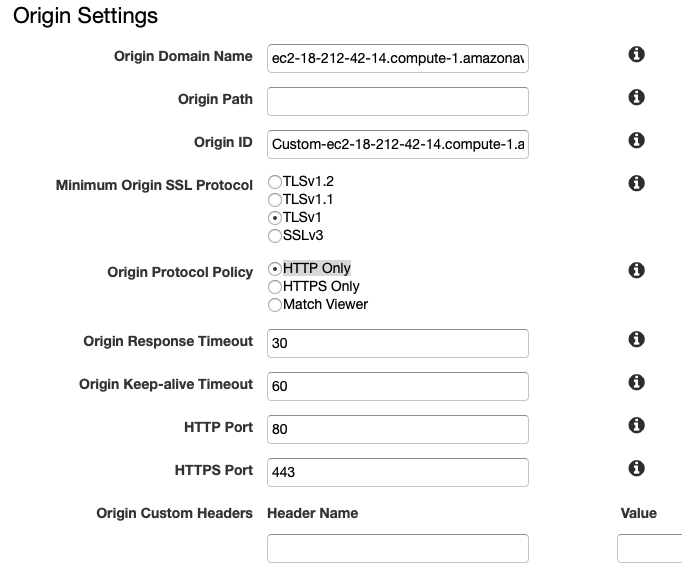 Origin Settings
Origin Domain Name ec2-18-212-42-14.compute-1.amazonav
Origin Path
Origin ID Custom-ec2-18-212-42-14.compute-1.a
Minimum Origin SSL Protocol TLSv1.2
TLSv1.1
TLSv1
SSLv3
Origin Protocol Policy HTTP Only
HTTPS Only
Match Viewer
Origin Response Timeout 30
Origin Keep-alive Timeout 60
HTTP Port 80
HTTPS Port 443
Origin Custom Headers Header Name Value